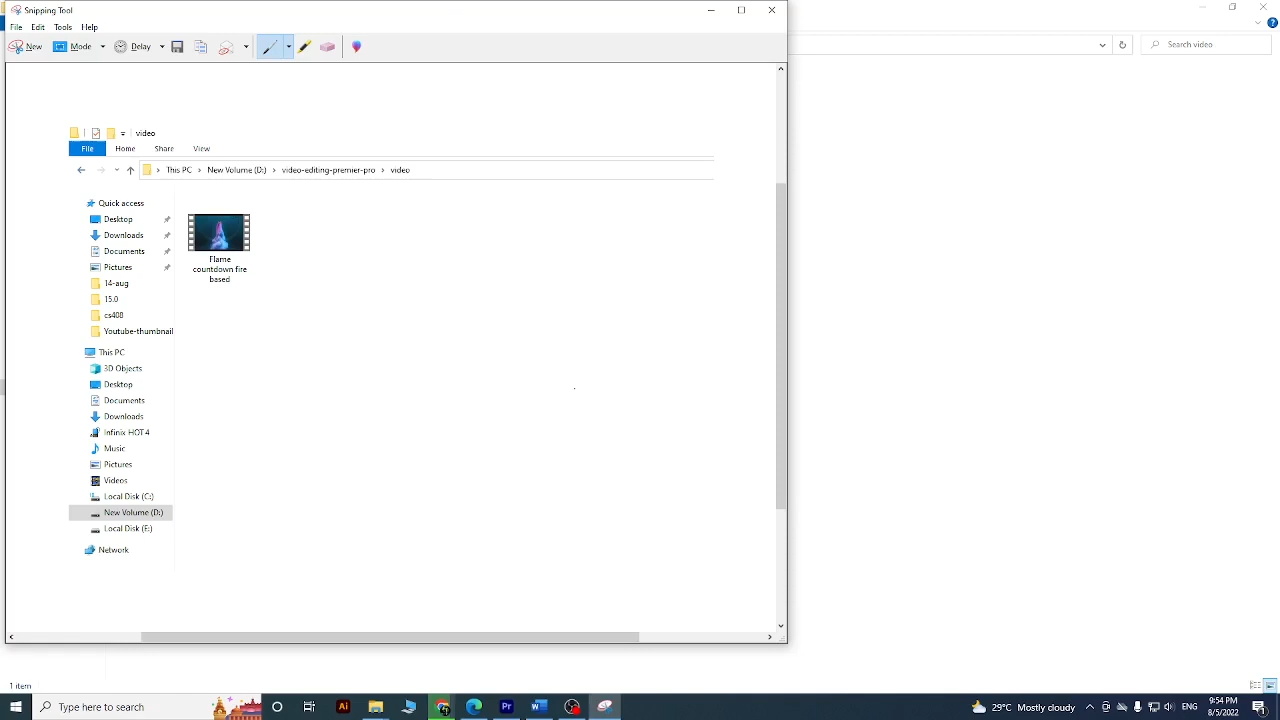 Snipping Tool
File Edit Tools Help
New Mode Delay
Search video
video
File Home Share View
This PC New Volume (D:) video-editing-premier-pro video
Quick access
Desktop
Downloads
Documents
Pictures
14-aug
15.0
cs408
Youtube-thumbnail
Flame
countdown fire
based
This PC
3D Objects
Desktop
Documents
Downloads
Infinix HOT 4
Music
Pictures
Videos
Local Disk (C:)
New Volume (D:)
Local Disk (E:)
Network
1 item
Type here to search
Ai
Pr
29°C Mostly cloudy
ENG
9:54 PM
8/5/2022